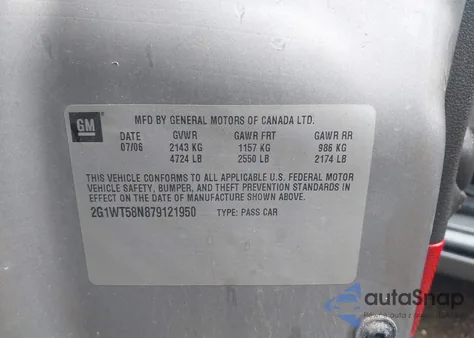 GM
MFD BY GENERAL MOTORS OF CANADA LTD.
DATE GVWR GAWR FRT GAWR RR
07/06 2143 KG 1157 KG 986 KG
4724 LB 2550 LB 2174 LB
THIS VEHICLE CONFORMS TO ALL APPLICABLE U.S. FEDERAL MOTOR
VEHICLE SAFETY, BUMPER, AND THEFT PREVENTION STANDARDS IN
EFFECT ON THE DATE OF MANUFACTURE SHOWN ABOVE.
2G1WT58N879121950 TYPE: PASS CAR
autoSnap